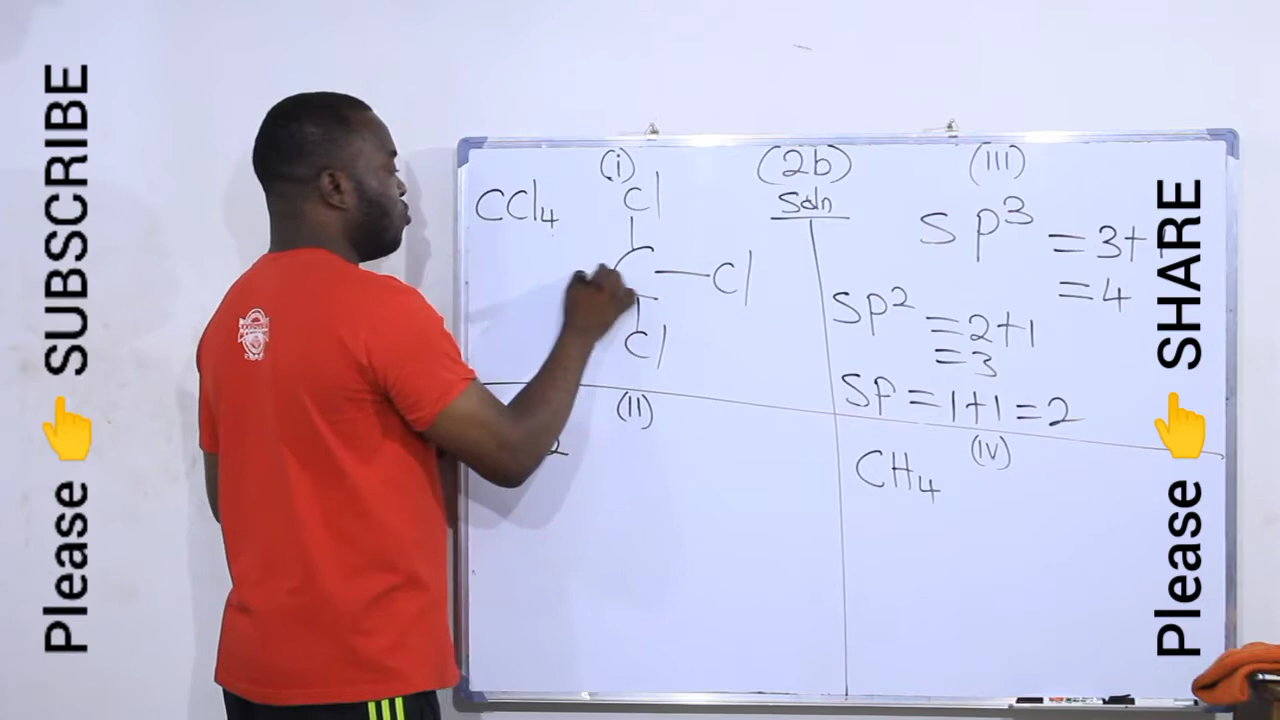 Please 👉 SUBSCRIBE
(i)
(2b)
(III)
CCl₄
Cl
Soln
C — Cl
Cl
SP³ = 3+
= 4
SP² = 2+1
= 3
SP = 1+1 = 2
(II)
2
(IV)
CH₄
Please 👉 SHARE